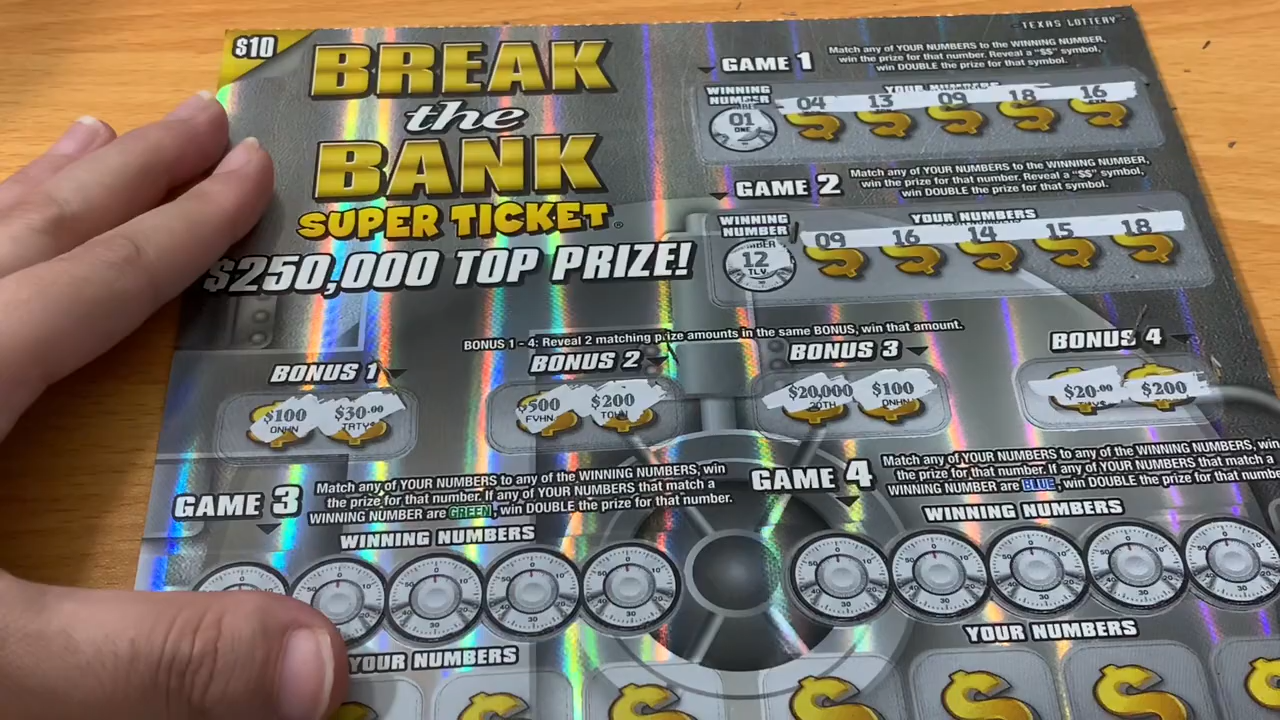 $10
BREAK
the
BANK
SUPER TICKET®
$250,000 TOP PRIZE!
TEXAS LOTTERY
GAME 1
Match any of YOUR NUMBERS to the WINNING NUMBER,
win the prize for that number. Reveal a "$$" symbol,
win DOUBLE the prize for that symbol.
WINNING
NUMBER
YOUR NUMBERS
01
ONE
04 13 09 18 16
GAME 2
Match any of YOUR NUMBERS to the WINNING NUMBER,
win the prize for that number. Reveal a "$$" symbol,
win DOUBLE the prize for that symbol.
WINNING
NUMBER
YOUR NUMBERS
12
TLV
09 16 14 15 18
BONUS 1 - 4: Reveal 2 matching prize amounts in the same BONUS, win that amount.
BONUS 1
$100 $30.00
ONHN TRTY$
BONUS 2
$500 $200
FVHN TOHN
BONUS 3
$20,000 $100
20TH ONHN
BONUS 4
$20.00 $200
GAME 3
Match any of YOUR NUMBERS to any of the WINNING NUMBERS, win
the prize for that number. If any of YOUR NUMBERS that match a
WINNING NUMBER are GREEN, win DOUBLE the prize for that number.
WINNING NUMBERS
YOUR NUMBERS
GAME 4
Match any of YOUR NUMBERS to any of the WINNING NUMBERS, win
the prize for that number. If any of YOUR NUMBERS that match a
WINNING NUMBER are BLUE, win DOUBLE the prize for that number
WINNING NUMBERS
YOUR NUMBERS